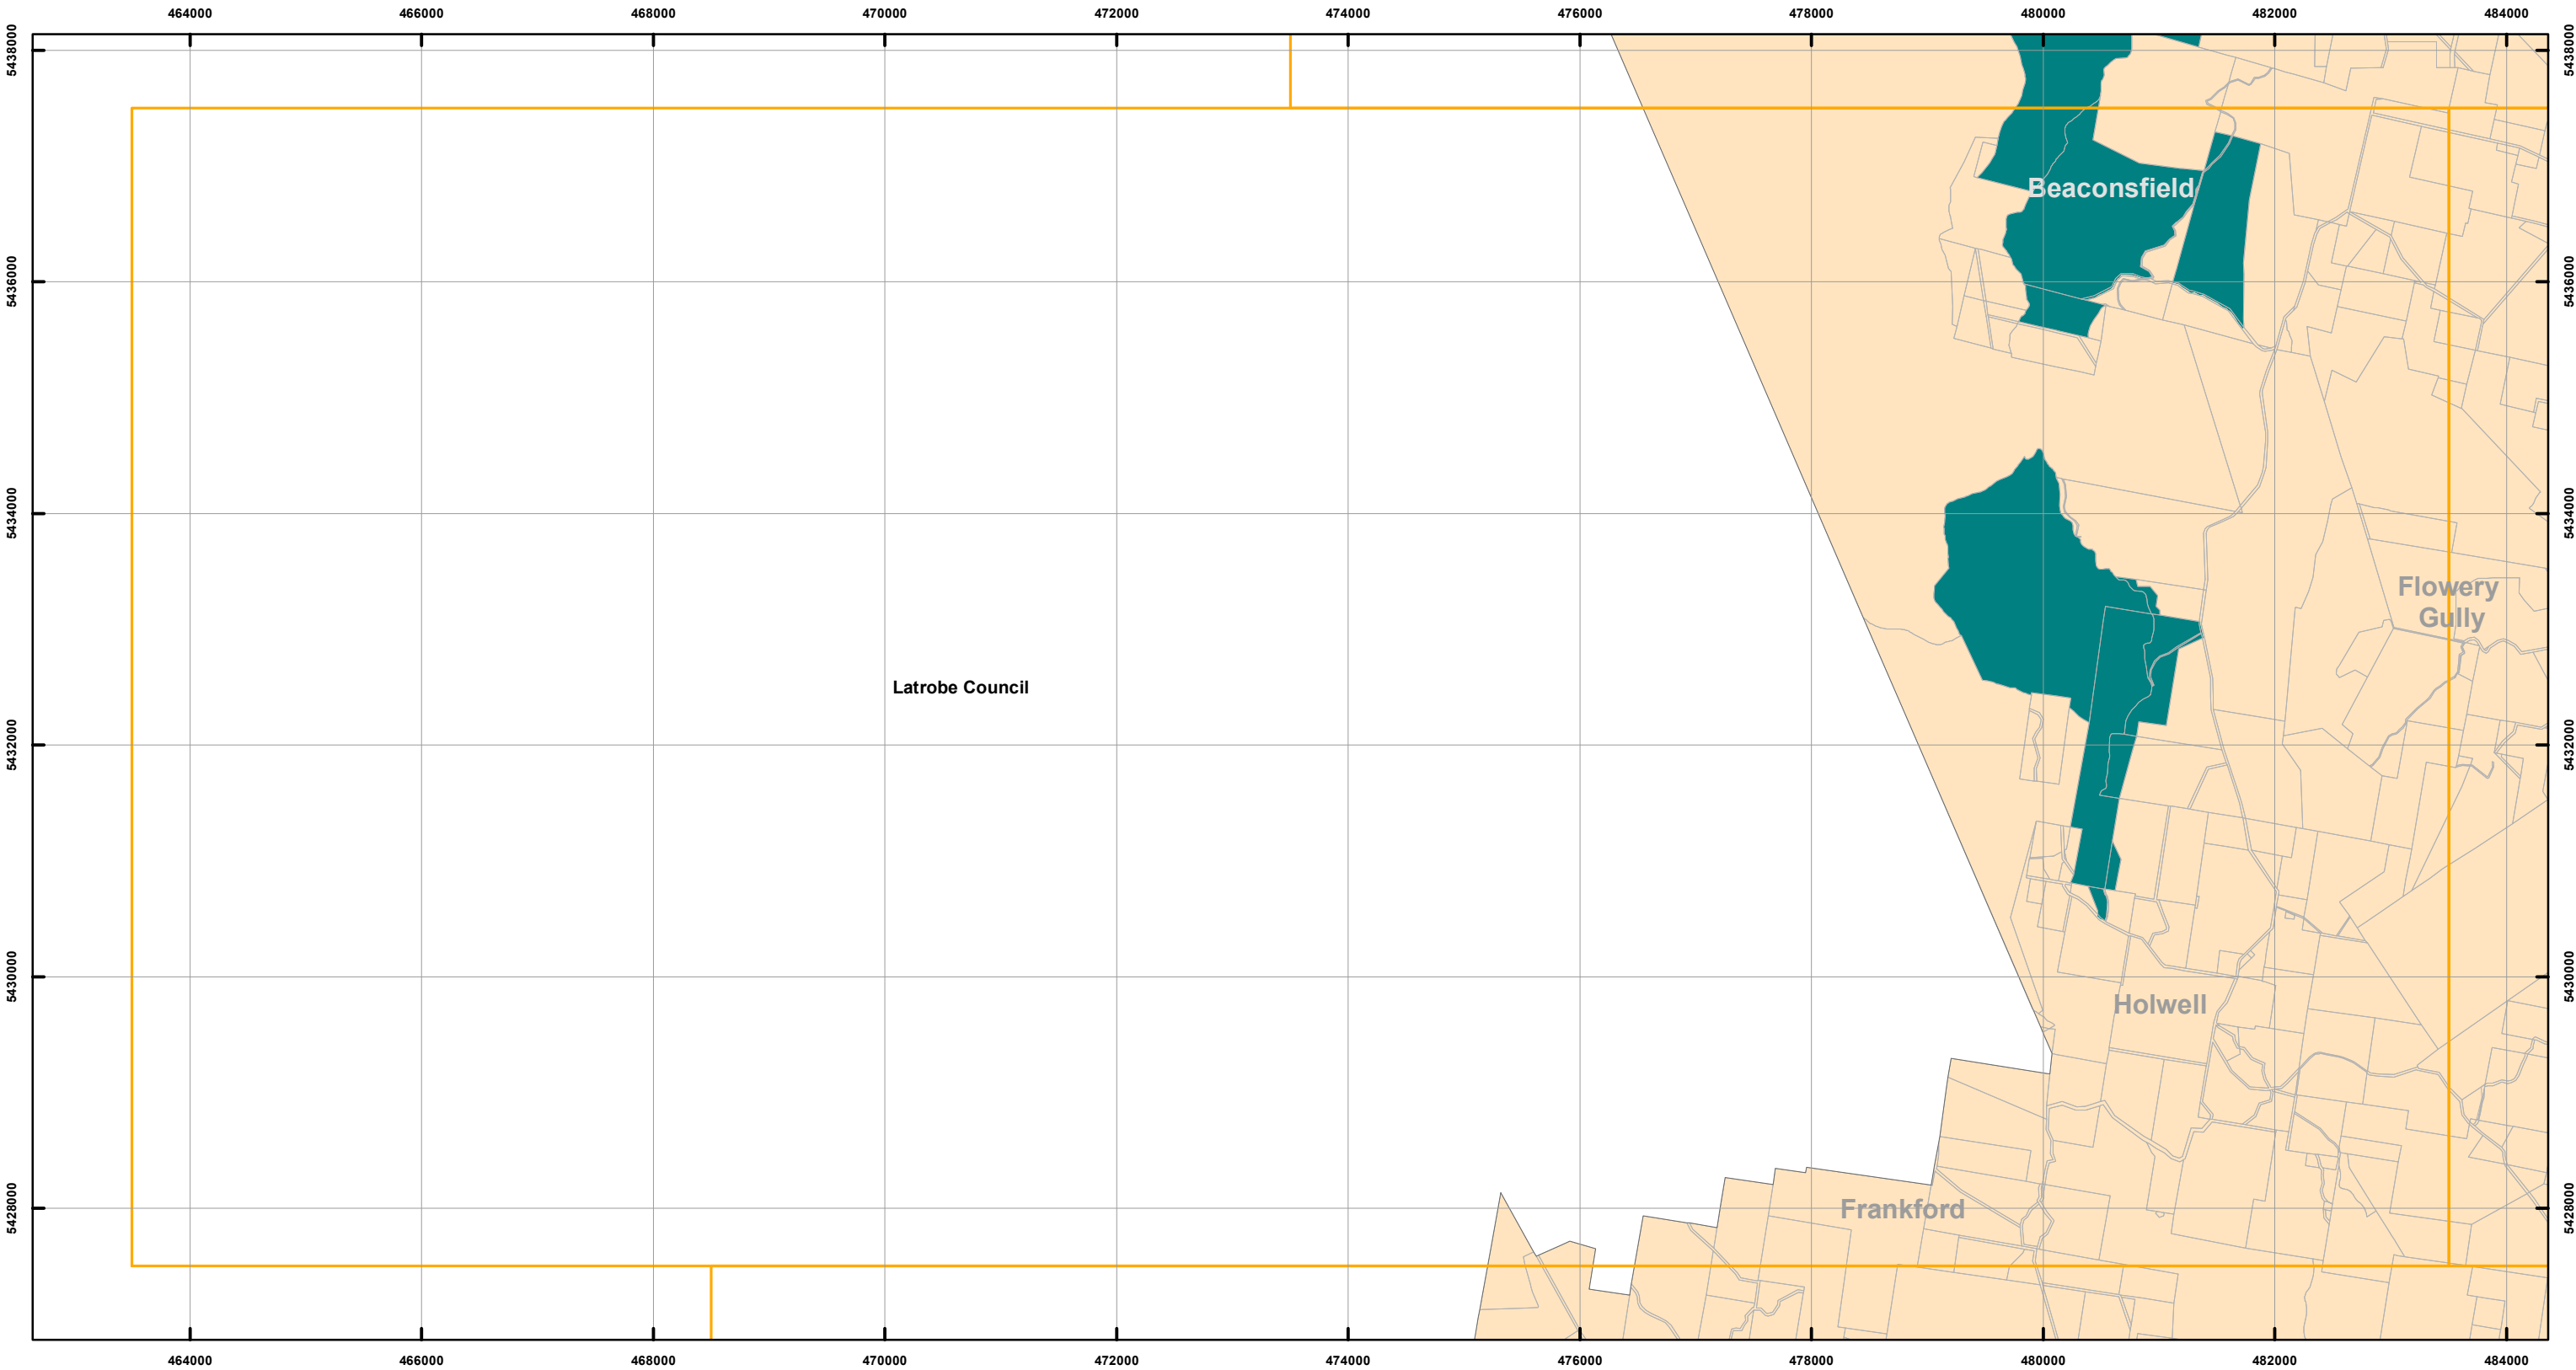 464000 466000 468000 470000 472000 474000 476000 478000 480000 482000 484000
5438000 5438000
Beaconsfield
5436000 5436000
5434000 5434000
Flowery
Gully
Latrobe Council
5432000 5432000
5430000 5430000
Holwell
5428000 5428000
Frankford
464000 466000 468000 470000 472000 474000 476000 478000 480000 482000 484000